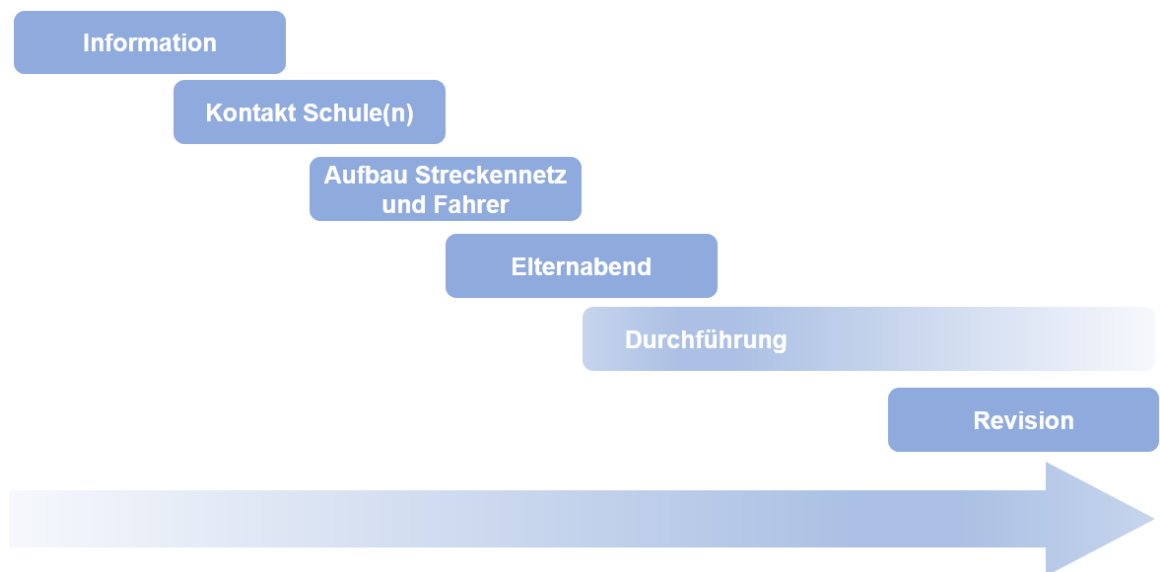 Information
Kontakt Schule(n)
Aufbau Streckennetz
und Fahrer
Elternabend
Durchführung
Revision